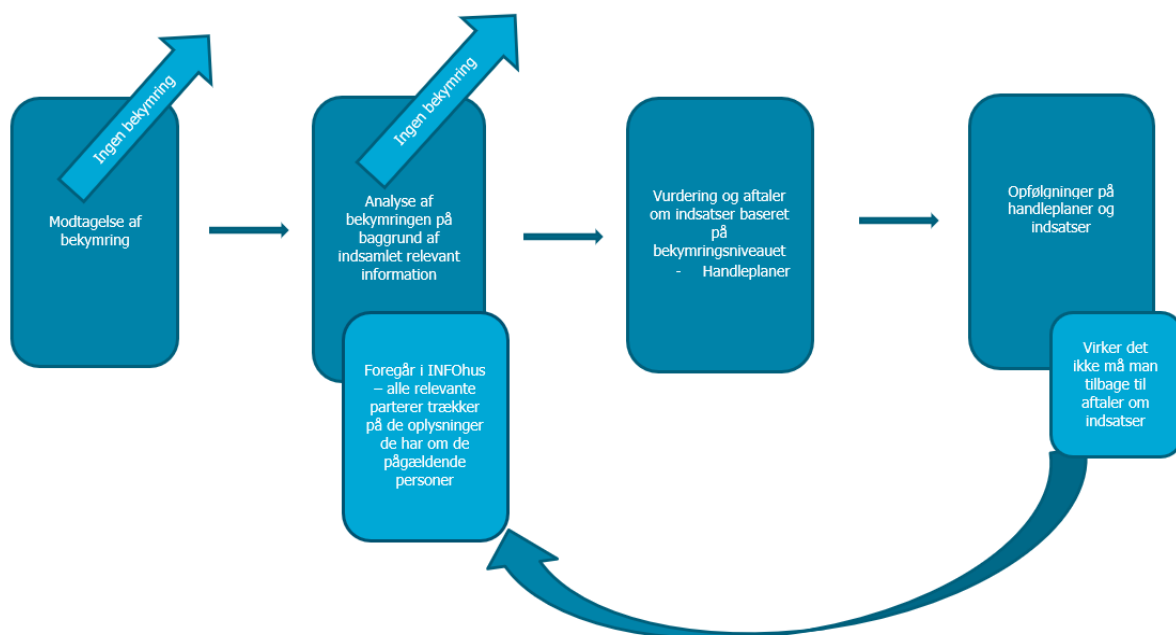 Ingen bekymring
Modtagelse af
bekymring
Ingen bekymring
Analyse af
bekymringen på
baggrund af
indsamlet relevant
information
Foregår i INFOhus
– alle relevante
parterer trækker
på de oplysninger
de har om de
pågældende
personer
Vurdering og aftaler
om indsatser baseret
på
bekymringsniveauet
- Handleplaner
Opfølgninger på
handleplaner og
indsatser
Virker det
ikke må man
tilbage til
aftaler om
indsatser